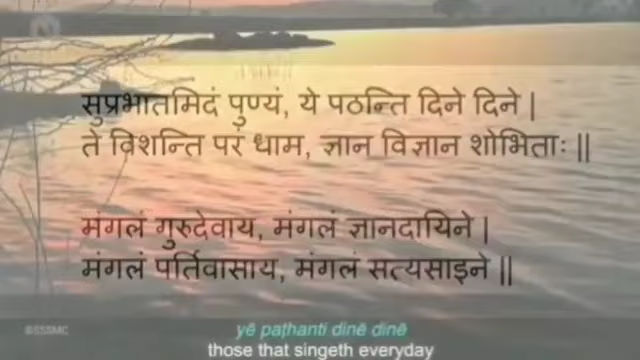 सुप्रभातमिदं पुण्यं, ये पठन्ति दिने दिने |
ते विशन्ति परं धाम, ज्ञान विज्ञान शोभिताः ||
मंगलं गुरुदेवाय, मंगलं ज्ञानदायिने |
मंगलं पर्तिवासाय, मंगलं सत्यसाइने ||
©SSSMC
yē paṭhanti dinē dinē
those that singeth everyday